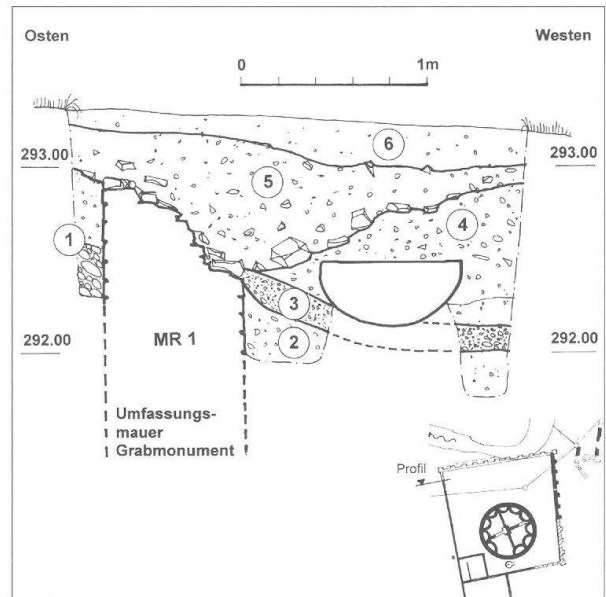 Osten Westen
0 1m
293.00 293.00
6
5
4
1
3
2
292.00 292.00
MR 1
Umfassungs-
mauer
Grabmonument
Profil